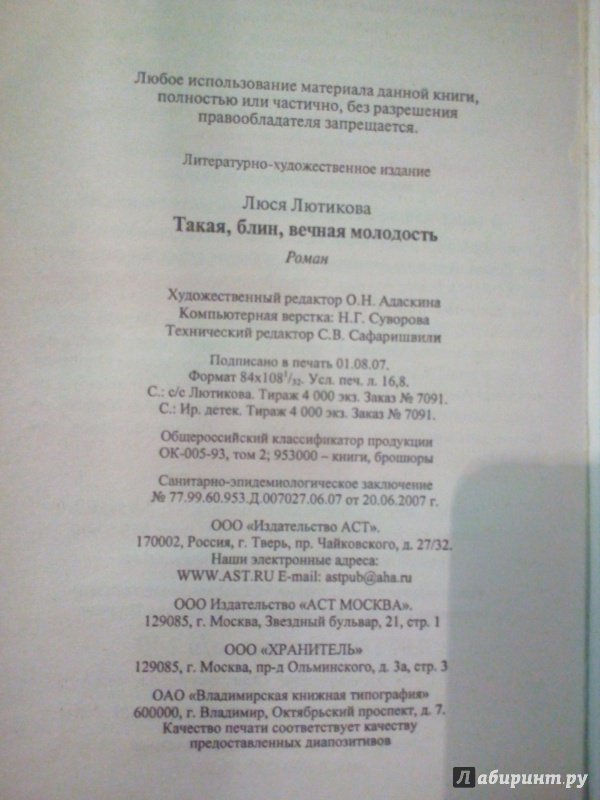 Любое использование материала данной книги,
полностью или частично, без разрешения
правообладателя запрещается.
Литературно-художественное издание
Люся Лютикова
Такая, блин, вечная молодость
Роман
Художественный редактор О.Н. Адаскина
Компьютерная верстка: Н.Г. Суворова
Технический редактор С.В. Сафаришвили
Подписано в печать 01.08.07.
Формат 84х108¹/₃₂. Усл. печ. л. 16,8.
С.: с/с Лютикова. Тираж 4 000 экз. Заказ № 7091.
С.: Ир. детек. Тираж 4 000 экз. Заказ № 7091.
Общероссийский классификатор продукции
ОК-005-93, том 2; 953000 – книги, брошюры
Санитарно-эпидемиологическое заключение
№ 77.99.60.953.Д.007027.06.07 от 20.06.2007 г.
ООО «Издательство АСТ».
170002, Россия, г. Тверь, пр. Чайковского, д. 27/32.
Наши электронные адреса:
WWW.AST.RU E-mail: astpub@aha.ru
ООО Издательство «АСТ МОСКВА».
129085, г. Москва, Звездный бульвар, 21, стр. 1
ООО «ХРАНИТЕЛЬ»
129085, г. Москва, пр-д Ольминского, д. 3а, стр. 3
ОАО «Владимирская книжная типография»
600000, г. Владимир, Октябрьский проспект, д. 7.
Качество печати соответствует качеству
предоставленных диапозитивов
Лабиринт.ру